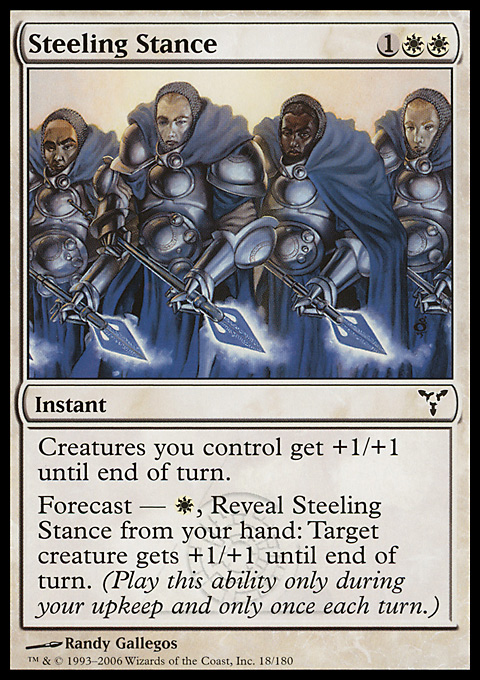 Steeling Stance 1
Instant
Creatures you control get +1/+1
until end of turn.
Forecast — , Reveal Steeling
Stance from your hand: Target
creature gets +1/+1 until end of
turn. (Play this ability only during
your upkeep and only once each turn.)
Randy Gallegos
™ & © 1993–2006 Wizards of the Coast, Inc. 18/180